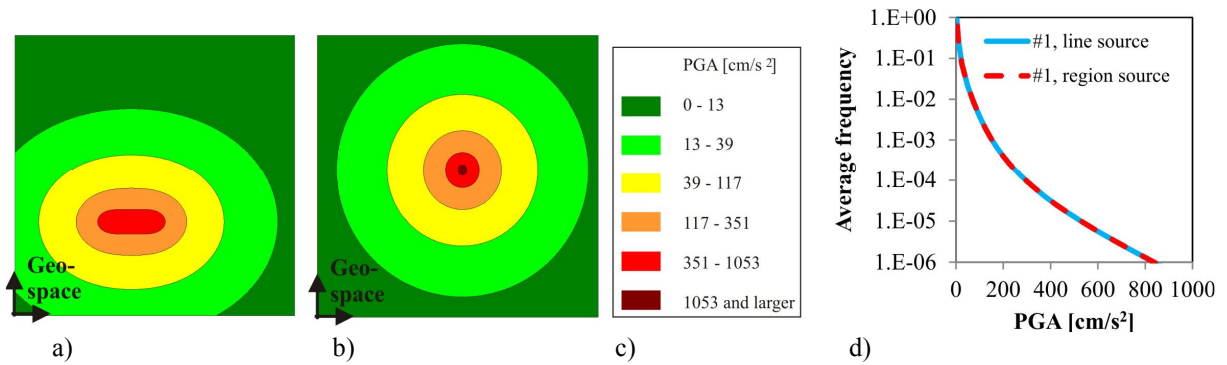 Geo-
space
a)
Geo-
space
b)
PGA [cm/s²]
0 - 13
13 - 39
39 - 117
117 - 351
351 - 1053
1053 and larger
c)
d)
1.E+00
1.E-01
1.E-02
1.E-03
1.E-04
1.E-05
1.E-06
Average frequency
#1, line source
#1, region source
0 200 400 600 800 1000
PGA [cm/s²]